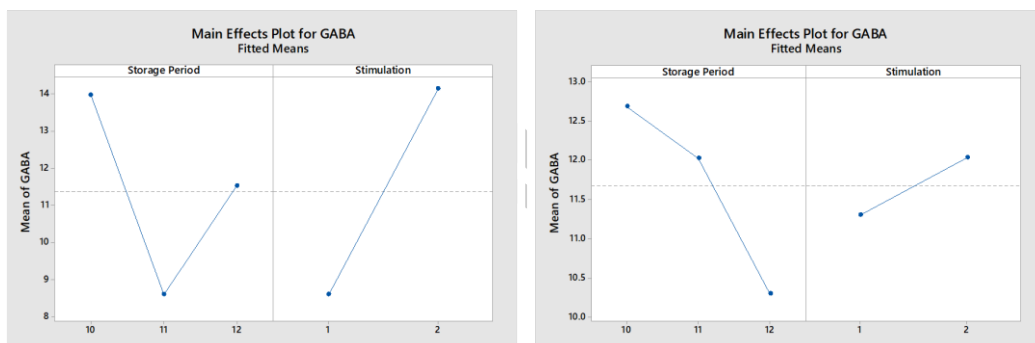 Main Effects Plot for GABA
Fitted Means
Storage Period
Stimulation
Mean of GABA
14
13
12
11
10
9
8
10
11
12
1
2
Main Effects Plot for GABA
Fitted Means
Storage Period
Stimulation
Mean of GABA
13.0
12.5
12.0
11.5
11.0
10.5
10.0
10
11
12
1
2